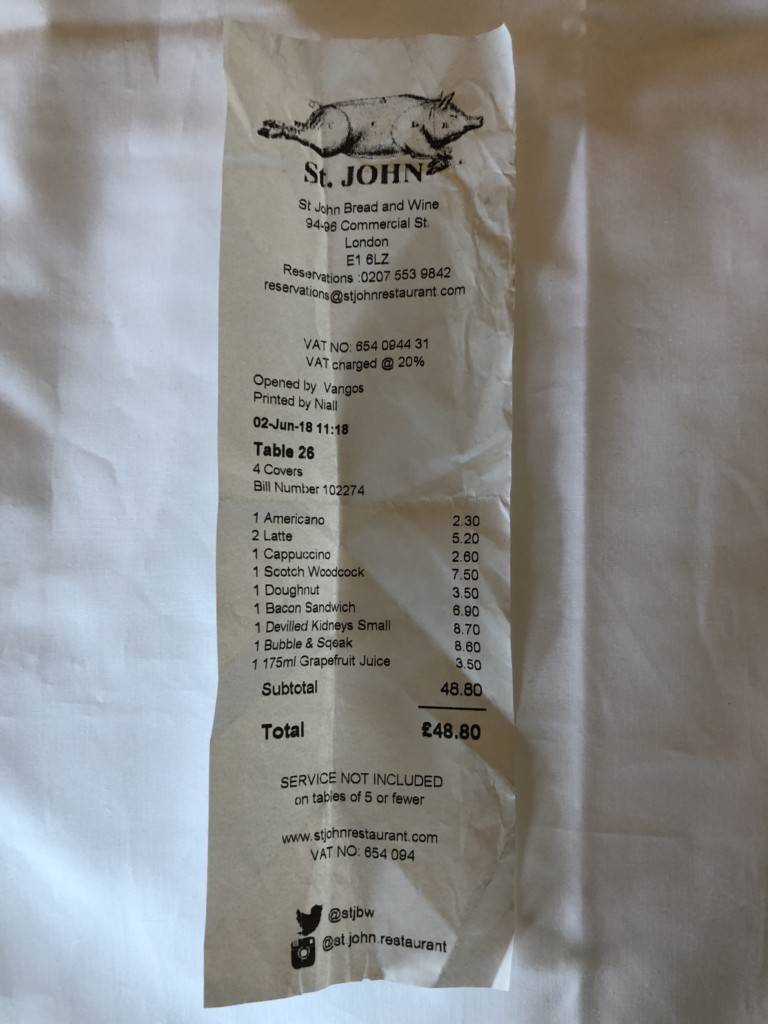 St. JOHN
St John Bread and Wine
94-96 Commercial St.
London
E1 6LZ
Reservations :0207 553 9842
reservations@stjohnrestaurant.com
VAT NO: 654 0944 31
VAT charged @ 20%
Opened by Vangos
Printed by Niall
02-Jun-18 11:18
Table 26
4 Covers
Bill Number 102274
1 Americano 2.30
2 Latte 5.20
1 Cappuccino 2.60
1 Scotch Woodcock 7.50
1 Doughnut 3.50
1 Bacon Sandwich 6.90
1 Devilled Kidneys Small 8.70
1 Bubble & Sqeak 8.60
1 175ml Grapefruit Juice 3.50
Subtotal 48.80
Total £48.80
SERVICE NOT INCLUDED
on tables of 5 or fewer
www.stjohnrestaurant.com
VAT NO: 654 094
@stjbw
@st.john.restaurant